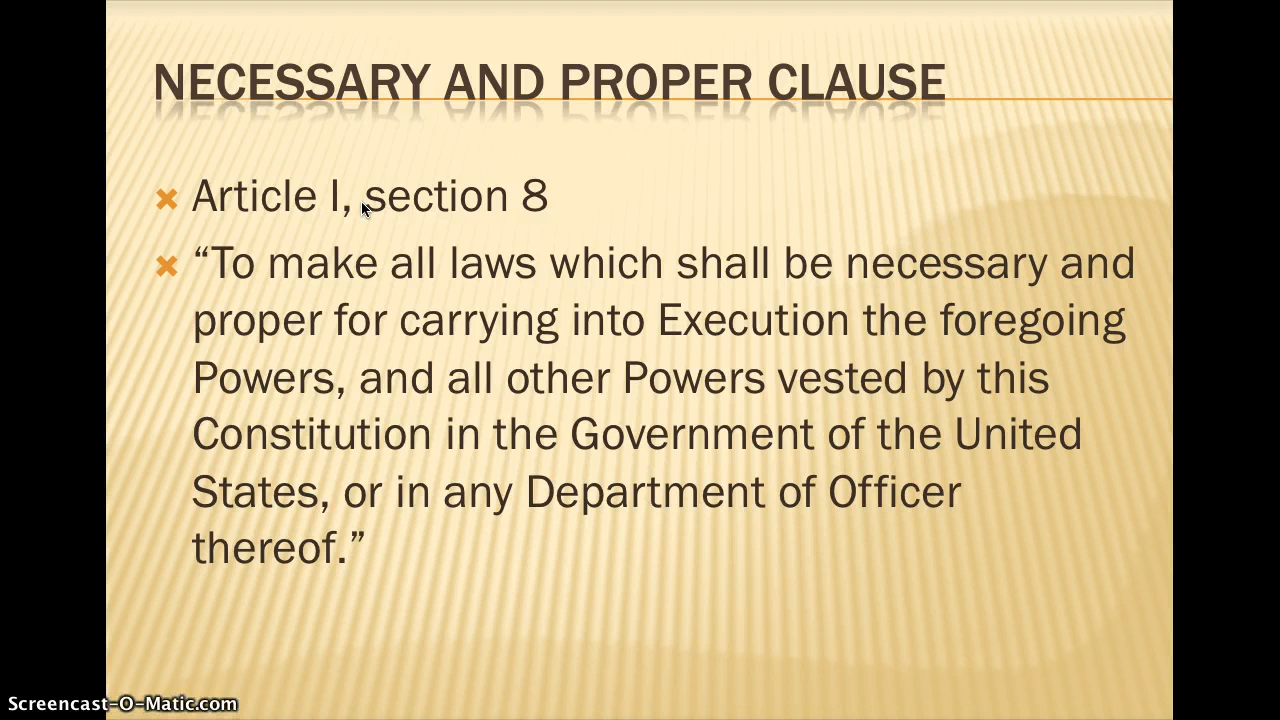 NECESSARY AND PROPER CLAUSE
Article I, section 8
“To make all laws which shall be necessary and
proper for carrying into Execution the foregoing
Powers, and all other Powers vested by this
Constitution in the Government of the United
States, or in any Department of Officer
thereof.”
Screencast-O-Matic.com